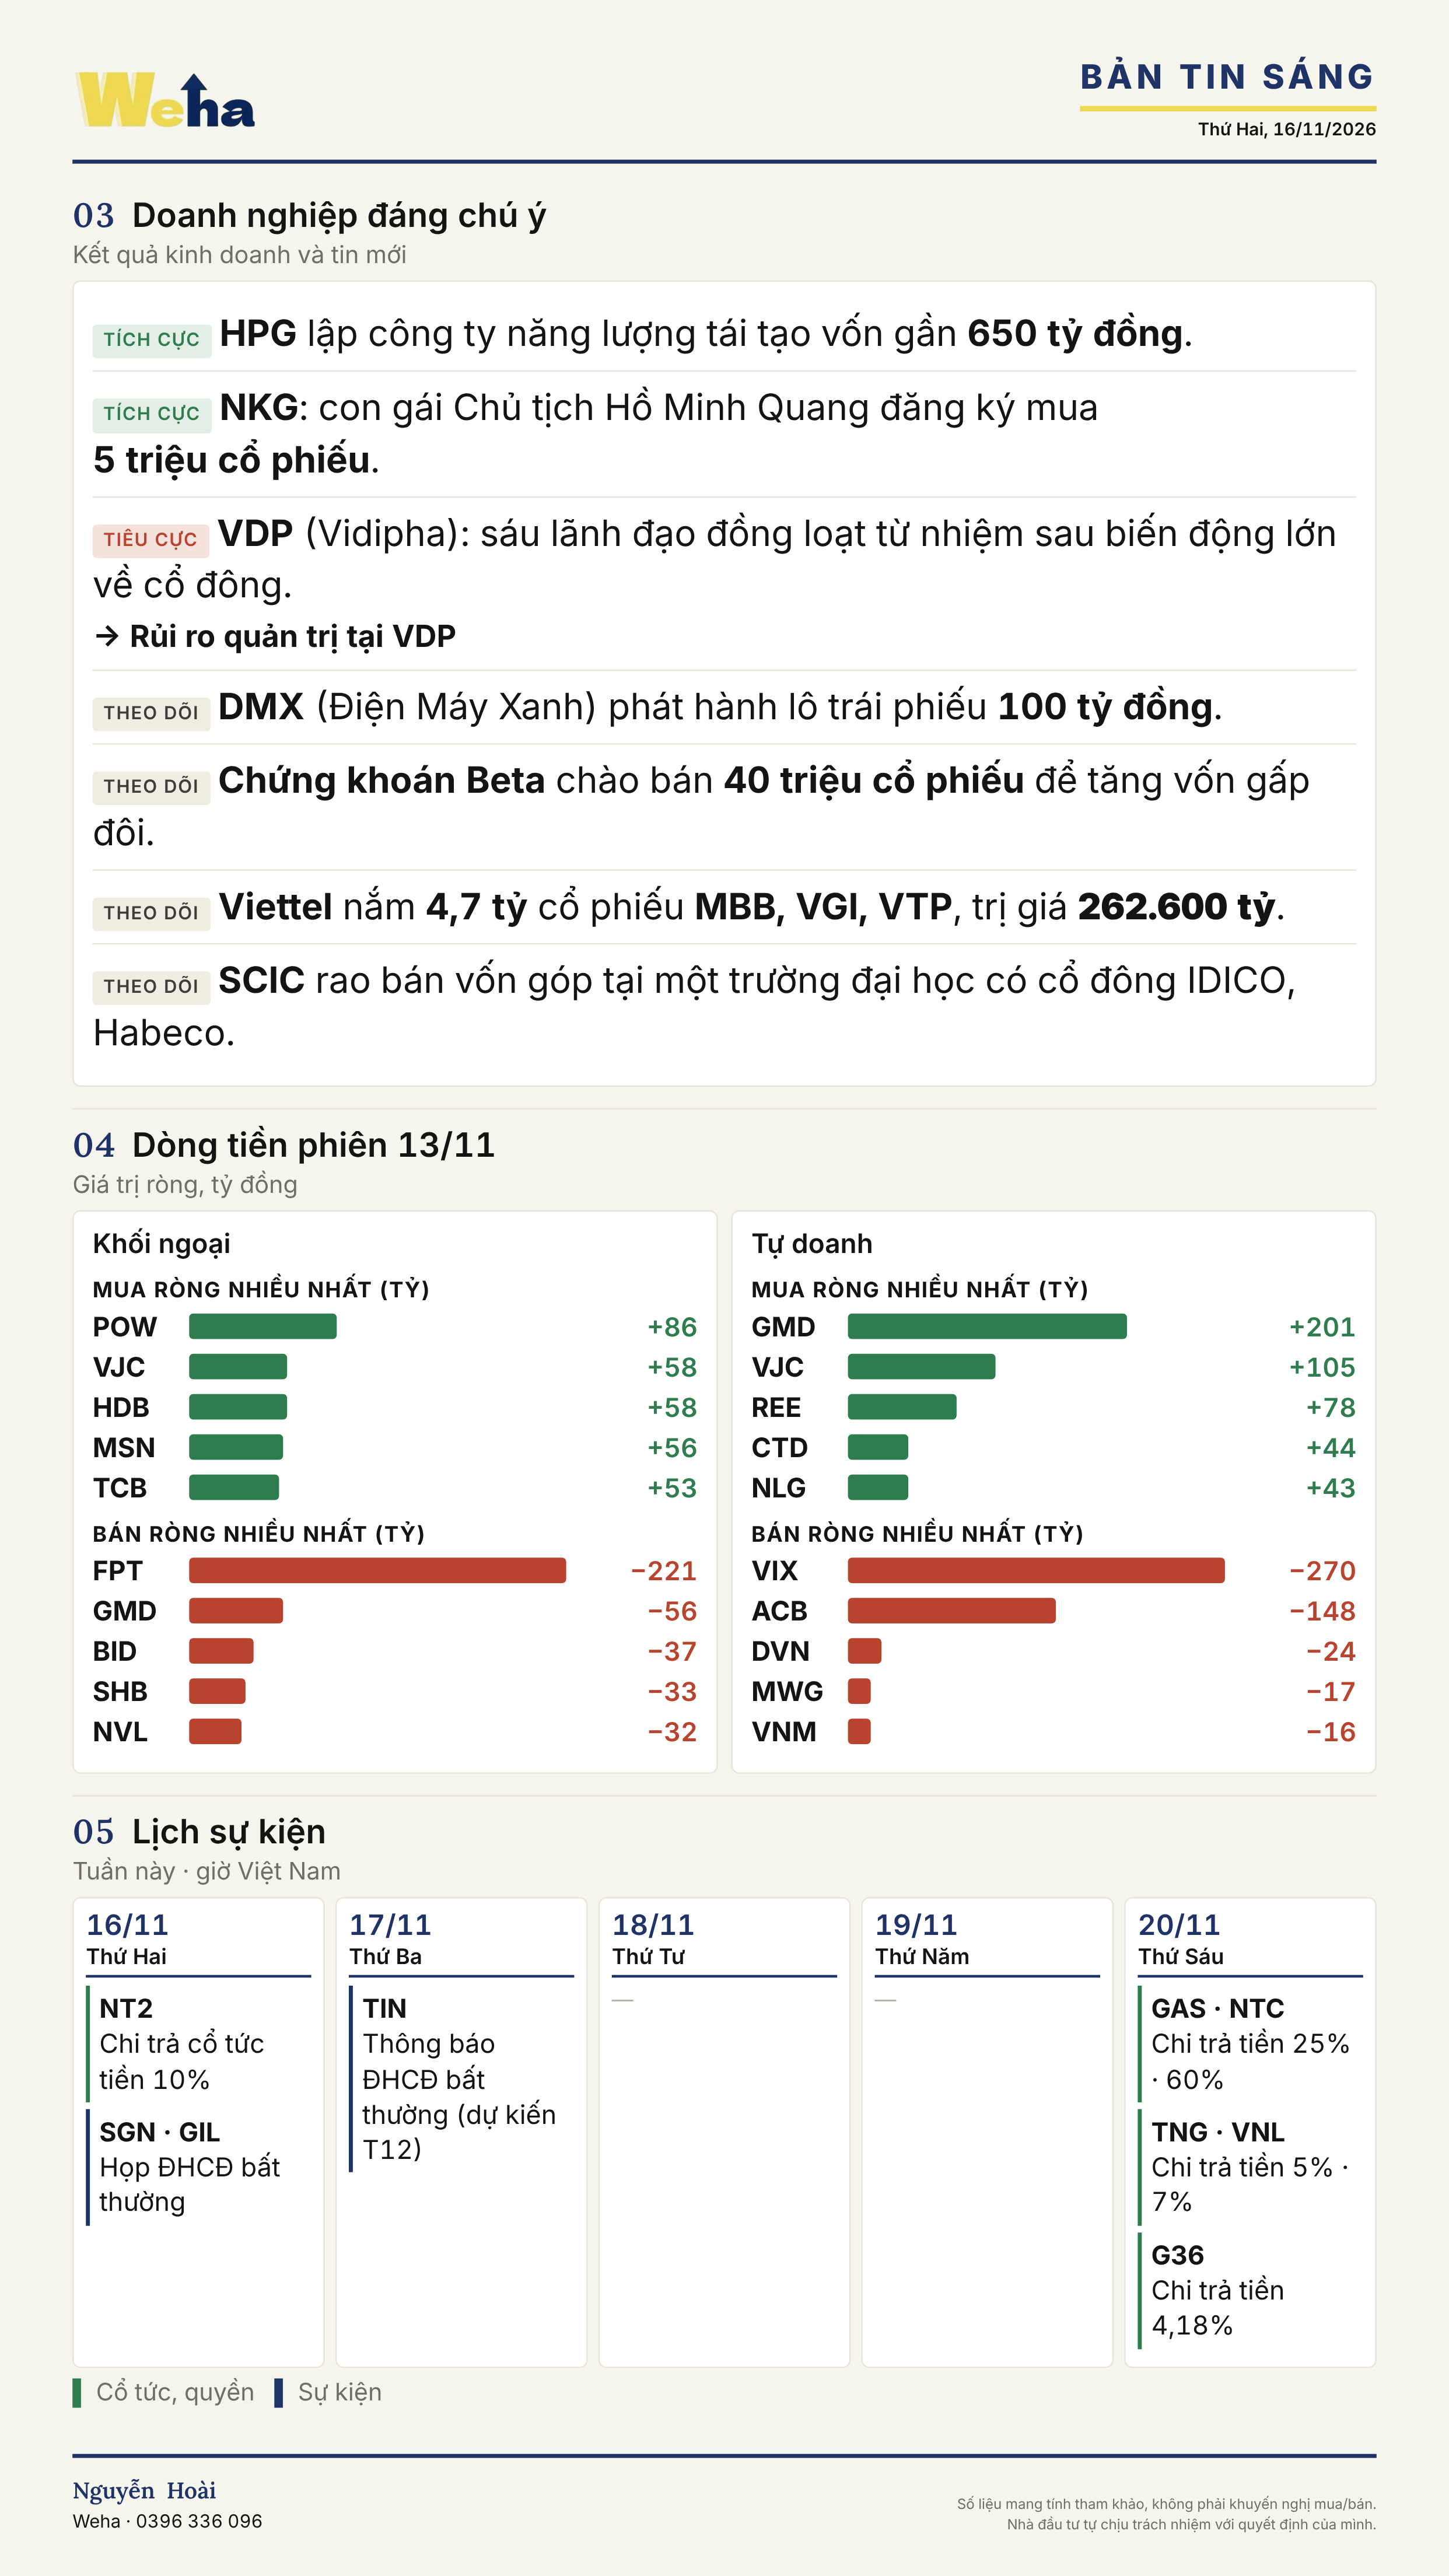 Weha
BẢN TIN SÁNG
Thứ Hai, 16/11/2026
03 Doanh nghiệp đáng chú ý
Kết quả kinh doanh và tin mới
TÍCH CỰC HPG lập công ty năng lượng tái tạo vốn gần 650 tỷ đồng.
TÍCH CỰC NKG: con gái Chủ tịch Hồ Minh Quang đăng ký mua
5 triệu cổ phiếu.
TIÊU CỰC VDP (Vidipha): sáu lãnh đạo đồng loạt từ nhiệm sau biến động lớn
về cổ đông.
→ Rủi ro quản trị tại VDP
THEO DÕI DMX (Điện Máy Xanh) phát hành lô trái phiếu 100 tỷ đồng.
THEO DÕI Chứng khoán Beta chào bán 40 triệu cổ phiếu để tăng vốn gấp
đôi.
THEO DÕI Viettel nắm 4,7 tỷ cổ phiếu MBB, VGI, VTP, trị giá 262.600 tỷ.
THEO DÕI SCIC rao bán vốn góp tại một trường đại học có cổ đông IDICO,
Habeco.
04 Dòng tiền phiên 13/11
Giá trị ròng, tỷ đồng
Khối ngoại
MUA RÒNG NHIỀU NHẤT (TỶ)
POW +86
VJC +58
HDB +58
MSN +56
TCB +53
BÁN RÒNG NHIỀU NHẤT (TỶ)
FPT −221
GMD −56
BID −37
SHB −33
NVL −32
Tự doanh
MUA RÒNG NHIỀU NHẤT (TỶ)
GMD +201
VJC +105
REE +78
CTD +44
NLG +43
BÁN RÒNG NHIỀU NHẤT (TỶ)
VIX −270
ACB −148
DVN −24
MWG −17
VNM −16
05 Lịch sự kiện
Tuần này · giờ Việt Nam
16/11
Thứ Hai
NT2
Chi trả cổ tức
tiền 10%
SGN · GIL
Họp ĐHCĐ bất
thường
17/11
Thứ Ba
TIN
Thông báo
ĐHCĐ bất
thường (dự kiến
T12)
18/11
Thứ Tư
—
19/11
Thứ Năm
—
20/11
Thứ Sáu
GAS · NTC
Chi trả tiền 25%
· 60%
TNG · VNL
Chi trả tiền 5% ·
7%
G36
Chi trả tiền
4,18%
Cổ tức, quyền Sự kiện
Nguyễn Hoài
Weha · 0396 336 096
Số liệu mang tính tham khảo, không phải khuyến nghị mua/bán.
Nhà đầu tư tự chịu trách nhiệm với quyết định của mình.